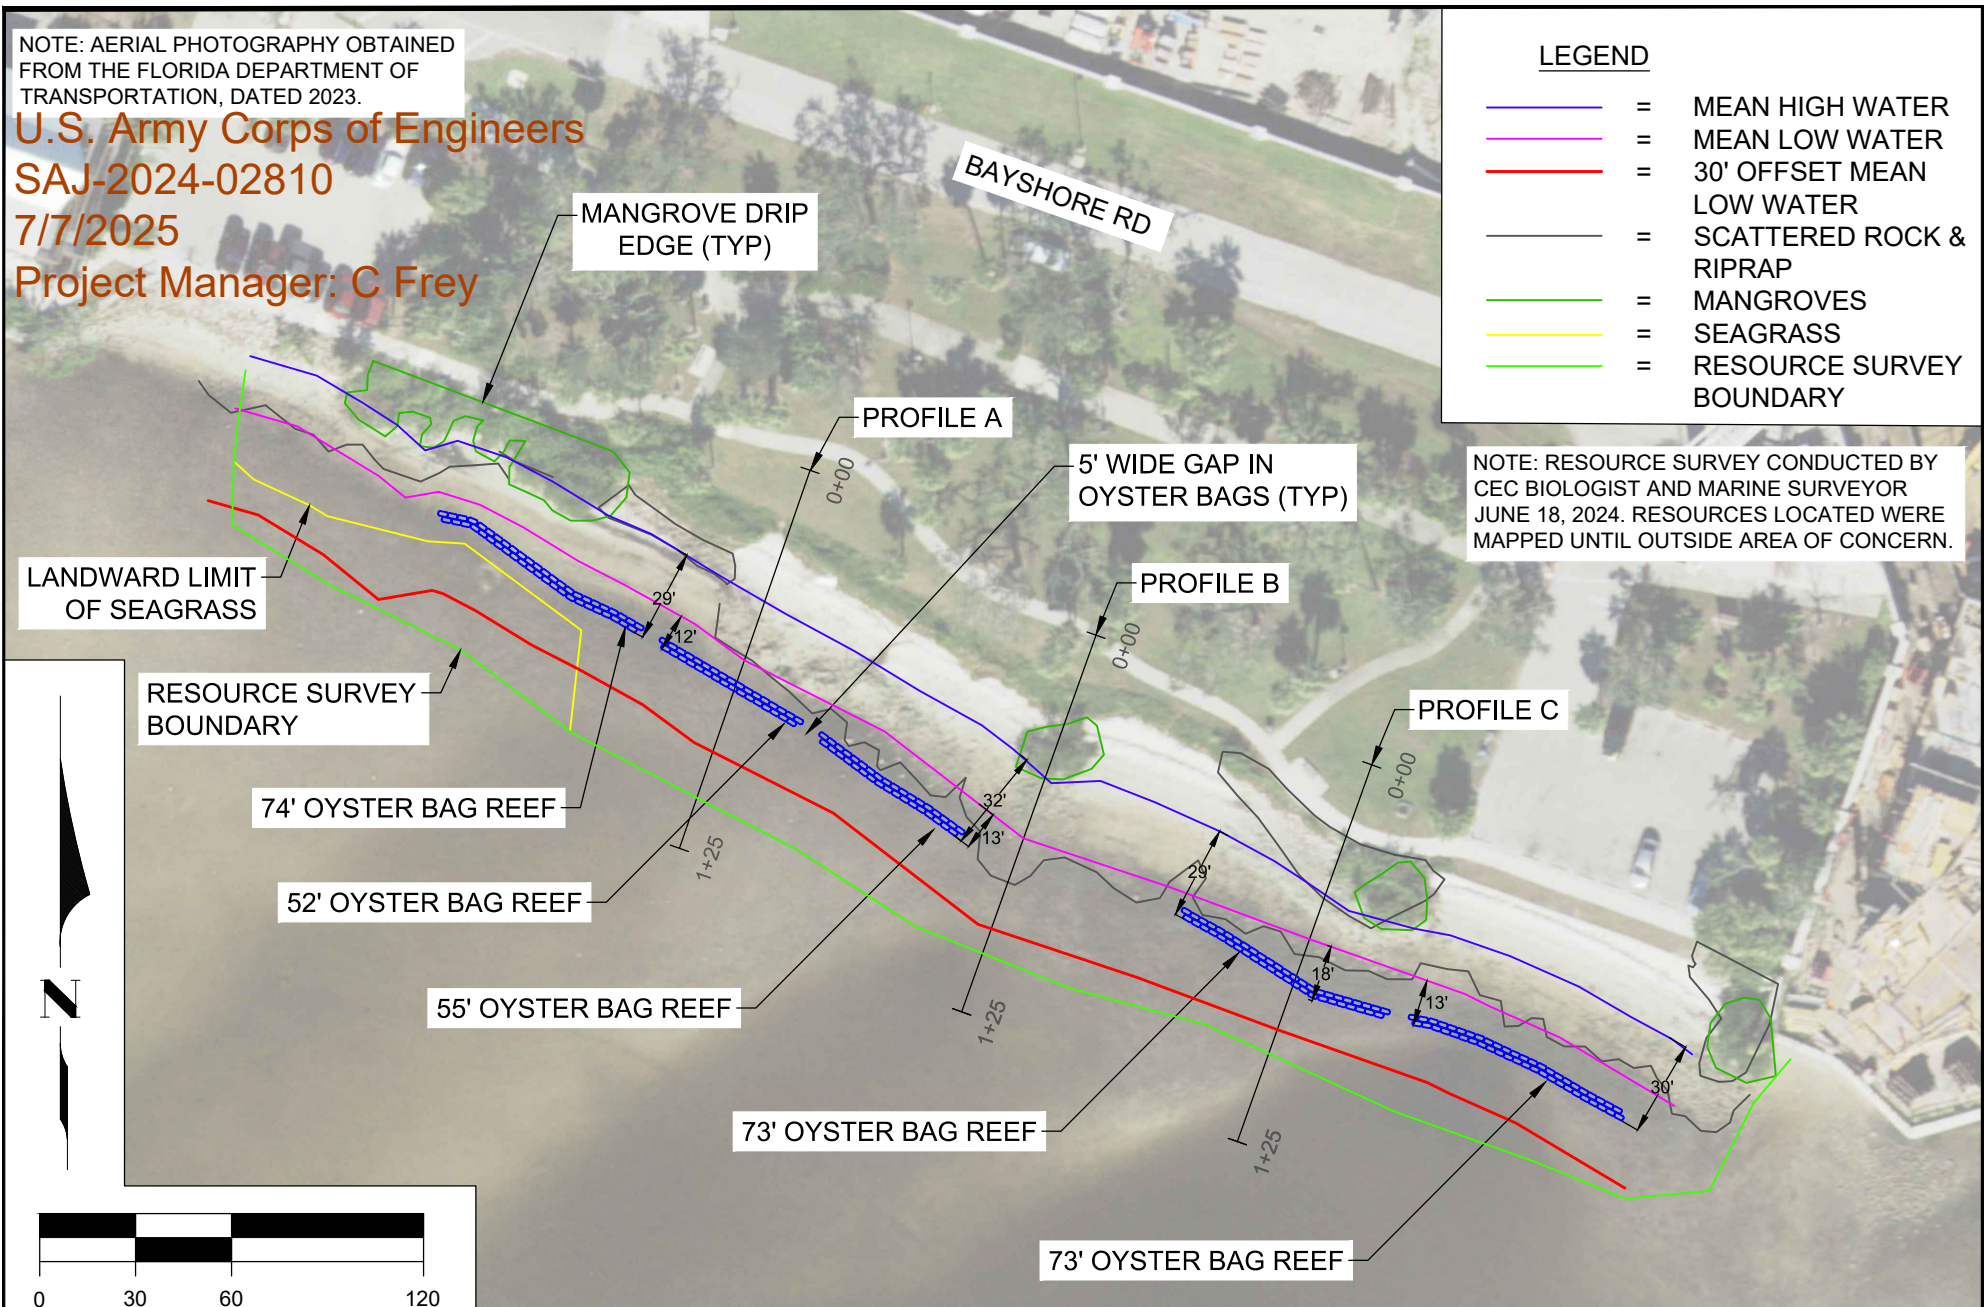 NOTE: AERIAL PHOTOGRAPHY OBTAINED
FROM THE FLORIDA DEPARTMENT OF
TRANSPORTATION, DATED 2023.
U.S. Army Corps of Engineers
SAJ-2024-02810
7/7/2025
Project Manager: C Frey
LEGEND
= MEAN HIGH WATER
= MEAN LOW WATER
= 30' OFFSET MEAN
LOW WATER
= SCATTERED ROCK &
RIPRAP
= MANGROVES
= SEAGRASS
= RESOURCE SURVEY
BOUNDARY
NOTE: RESOURCE SURVEY CONDUCTED BY
CEC BIOLOGIST AND MARINE SURVEYOR
JUNE 18, 2024. RESOURCES LOCATED WERE
MAPPED UNTIL OUTSIDE AREA OF CONCERN.
BAYSHORE RD
MANGROVE DRIP
EDGE (TYP)
PROFILE A
0+00
5' WIDE GAP IN
OYSTER BAGS (TYP)
LANDWARD LIMIT
OF SEAGRASS
29'
12'
PROFILE B
0+00
RESOURCE SURVEY
BOUNDARY
PROFILE C
0+00
74' OYSTER BAG REEF
32'
13'
1+25
52' OYSTER BAG REEF
29'
55' OYSTER BAG REEF
1+25
18'
13'
30'
73' OYSTER BAG REEF
1+25
73' OYSTER BAG REEF
N
0 30 60 120